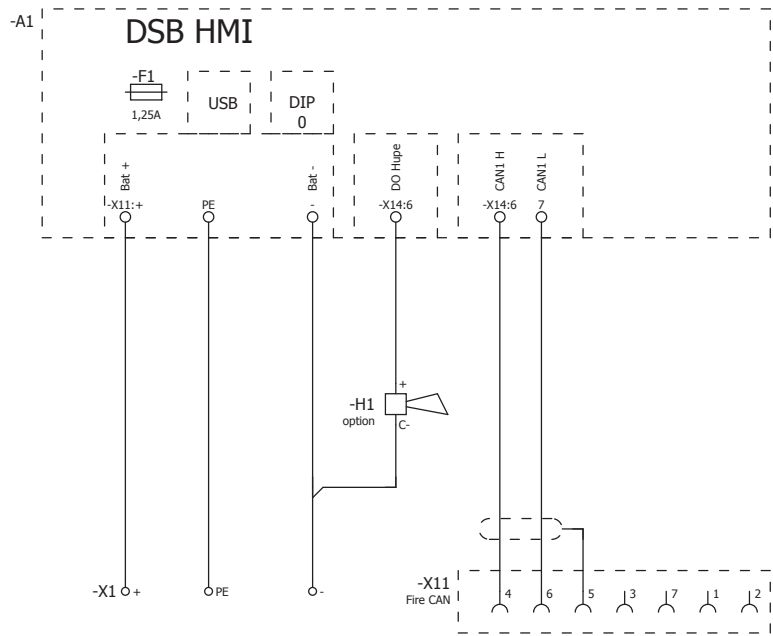 -A1
DSB HMI
-F1
1,25A
USB
DIP
0
Bat +
Bat -
DO Hupe
CAN1 H
CAN1 L
-X11:+
PE
-
-X14:6
-X14:6
7
+
-H1
option
C-
-X1
+
PE
-
-X11
Fire CAN
4
6
5
3
7
1
2